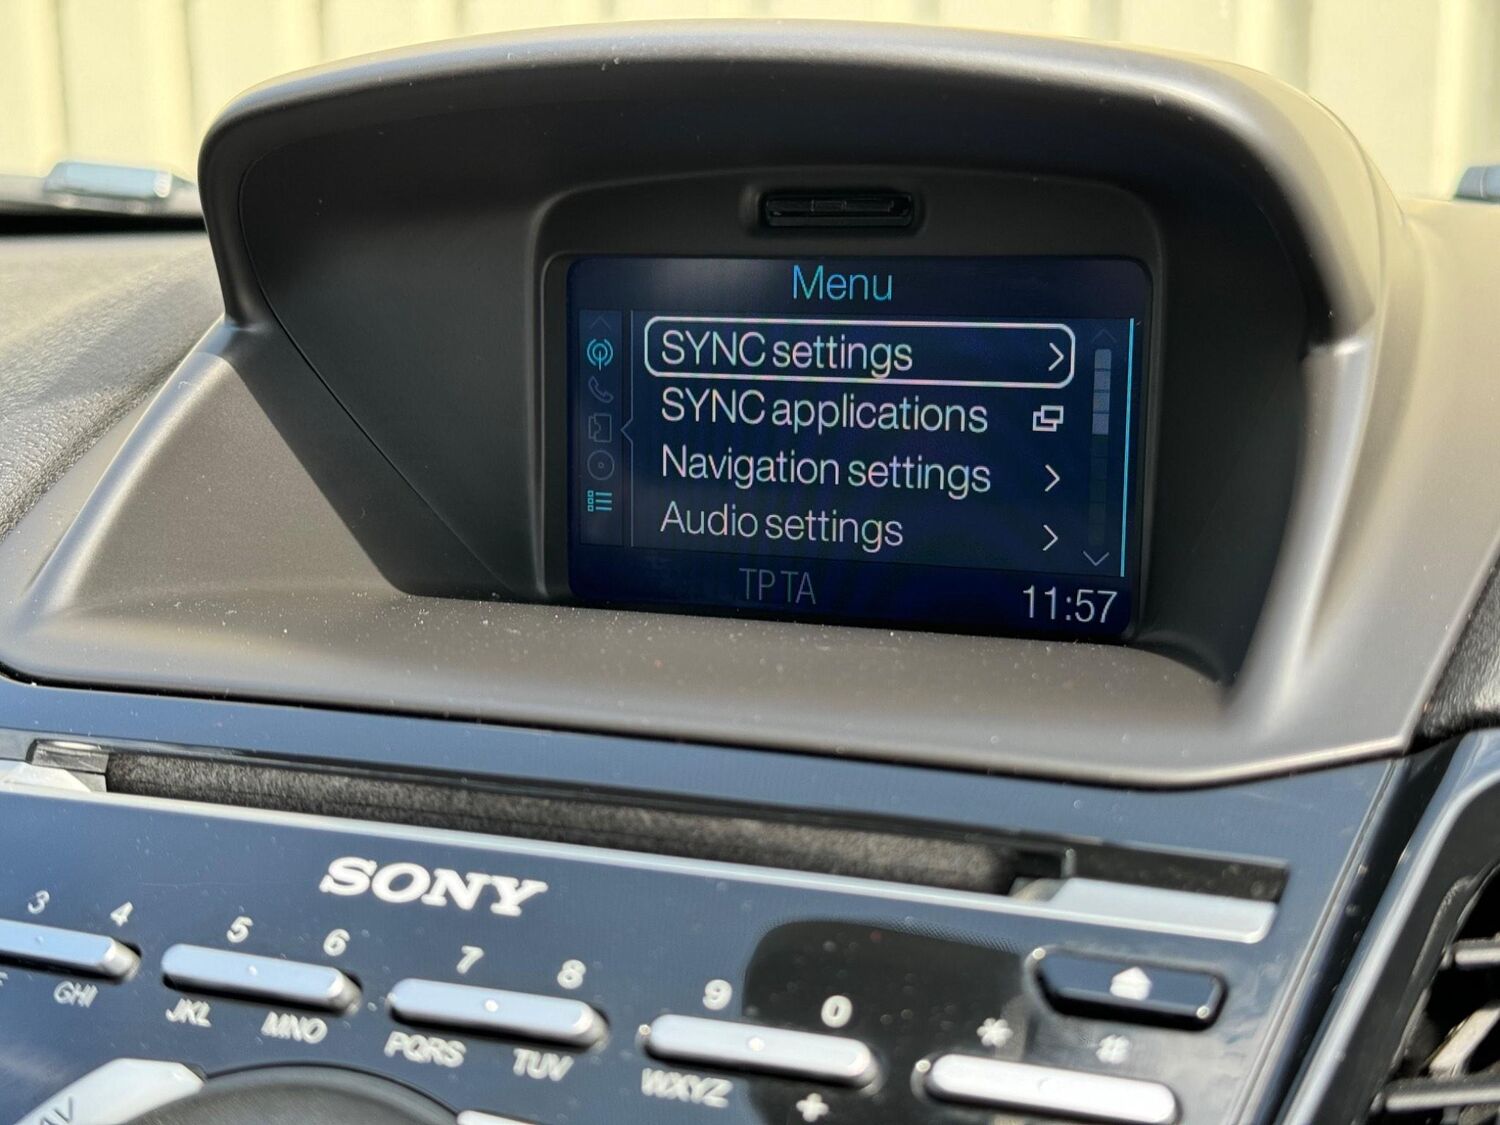 Menu
SYNC settings
SYNC applications
Navigation settings
Audio settings
TP TA
11:57
SONY
3 4 5 6 7 8 9 0 * #
GHI JKL MNO PQRS TUV WXYZ +